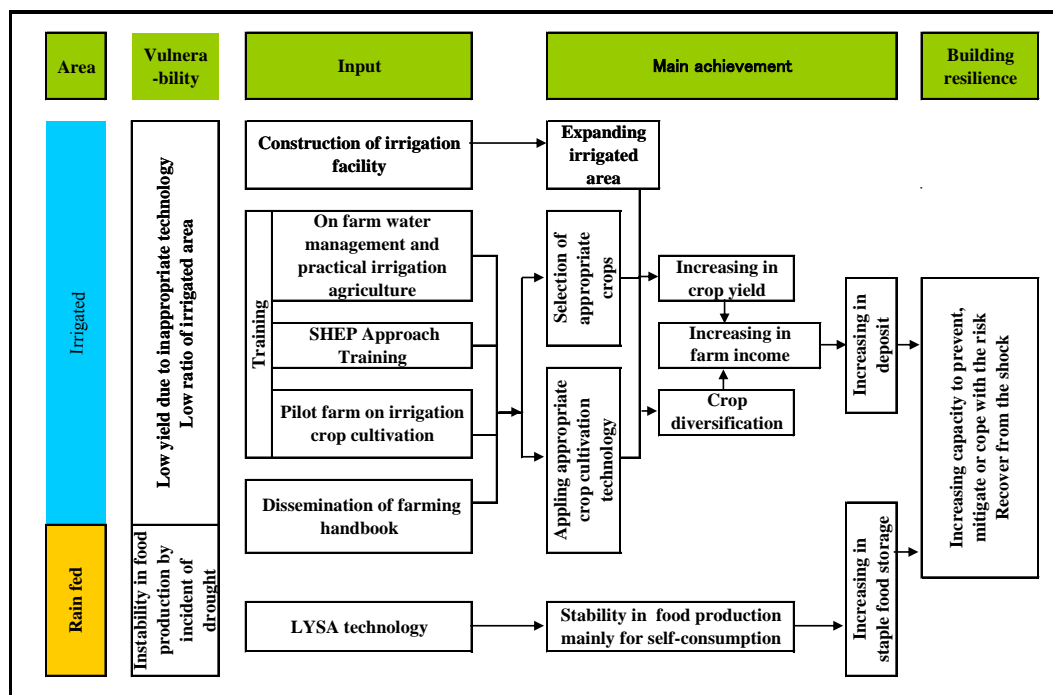 Area
Vulnera
-bility
Input
Main achievement
Building
resilience
Irrigated
Low yield due to inappropriate technology
Low ratio of irrigated area
Construction of irrigation
facility
Expanding
irrigated
area
Training
On farm water
management and
practical irrigation
agriculture
SHEP Approach
Training
Pilot farm on irrigation
crop cultivation
Dissemination of farming
handbook
Selection of
appropriate
crops
Appling appropriate
crop cultivation
technology
Increasing in
crop yield
Increasing in
farm income
Crop
diversification
Increasing in
deposit
Increasing capacity to prevent,
mitigate or cope with the risk
Recover from the shock
Rain fed
Instability in food
production by
incident of
drought
LYSA technology
Stability in food production
mainly for self-consumption
Increasing in
staple food storage